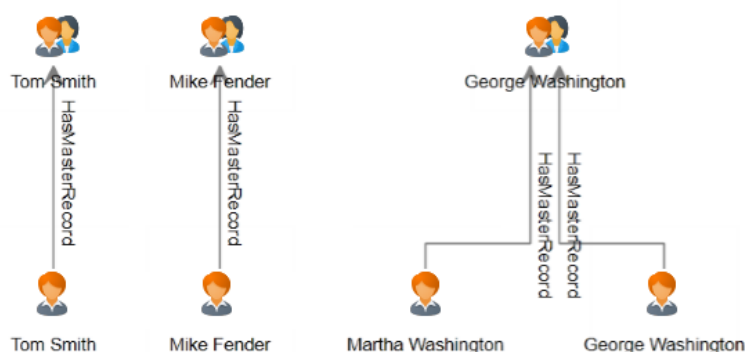 Tom Smith
Mike Fender
George Washington
HasMasterRecord
HasMasterRecord
HasMasterRecord
HasMasterRecord
Tom Smith
Mike Fender
Martha Washington
George Washington